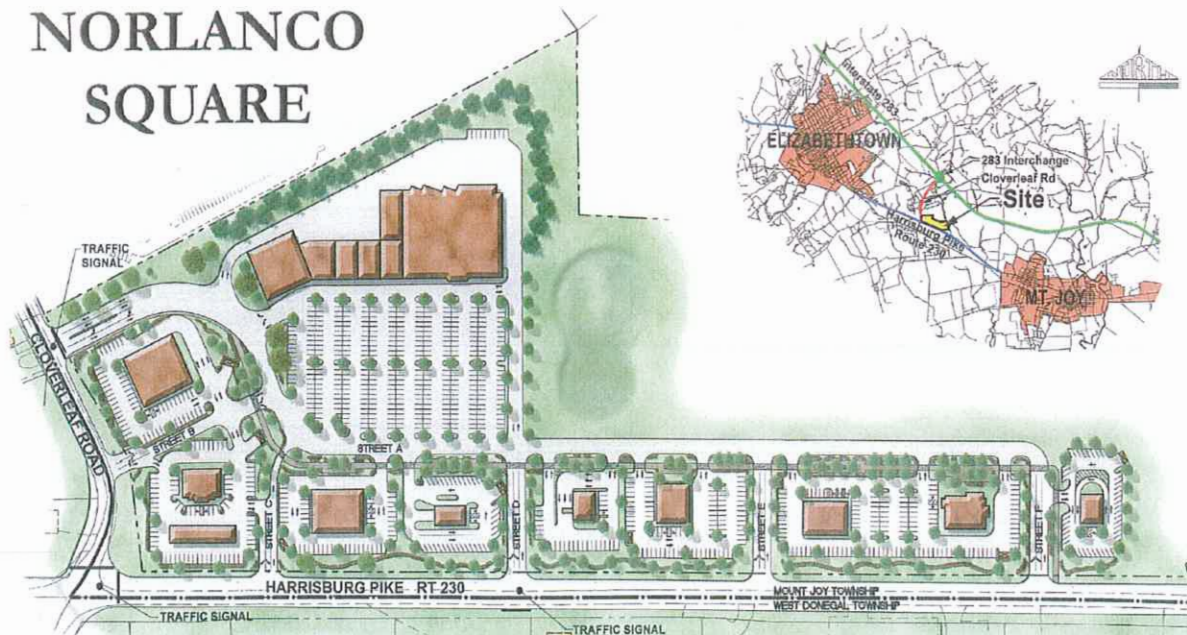 NORLANCO
SQUARE
NORTH
Interstate 283
ELIZABETHTOWN
283 Interchange
Cloverleaf Rd
Site
Harrisburg Pike
Route 230
MT. JOY
TRAFFIC
SIGNAL
CLOVERLEAF ROAD
STREET B
STREET A
STREET C
STREET D
STREET E
STREET F
HARRISBURG PIKE RT 230
MOUNT JOY TOWNSHIP
WEST DONEGAL TOWNSHIP
TRAFFIC SIGNAL
TRAFFIC SIGNAL